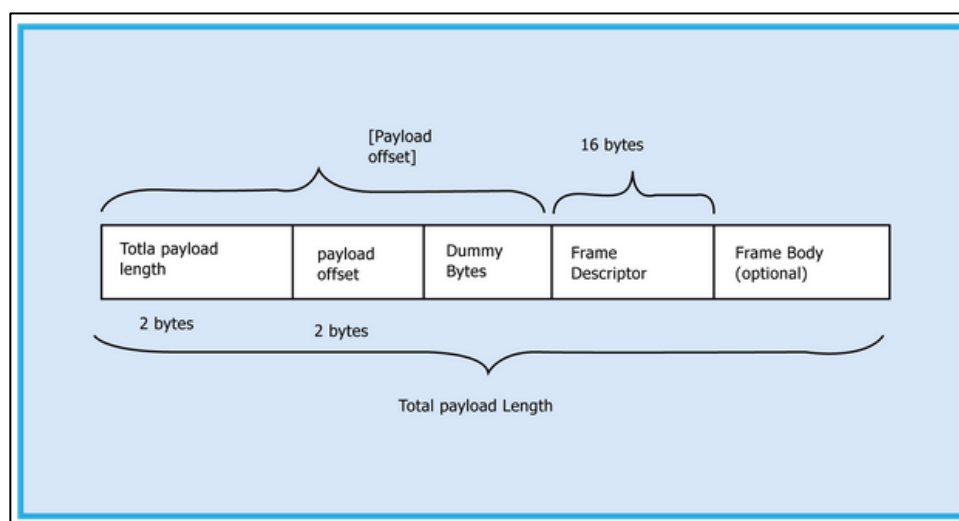 [Payload
offset]
16 bytes
Totla payload
length
payload
offset
Dummy
Bytes
Frame
Descriptor
Frame Body
(optional)
2 bytes
2 bytes
Total payload Length